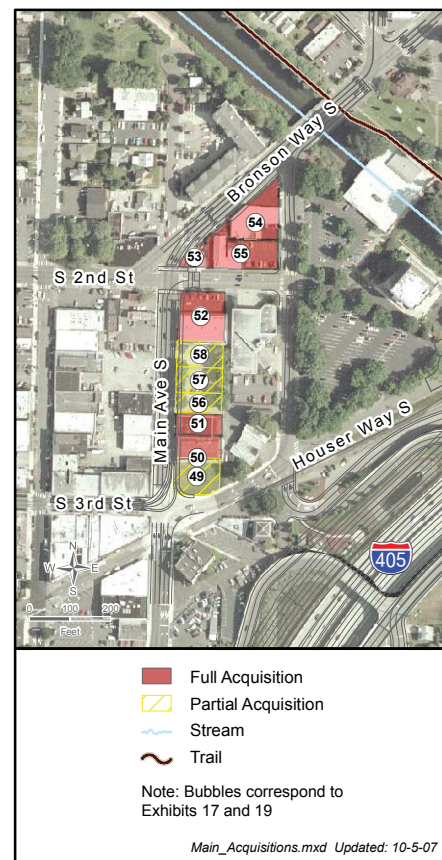 Bronson Way S
54
53
55
S 2nd St
52
58
57
56
51
50
49
Main Ave S
Houser Way S
S 3rd St
405
N
W E
S
0 100 200
Feet
Full Acquisition
Partial Acquisition
Stream
Trail
Note: Bubbles correspond to
Exhibits 17 and 19
Main_Acquisitions.mxd Updated: 10-5-07